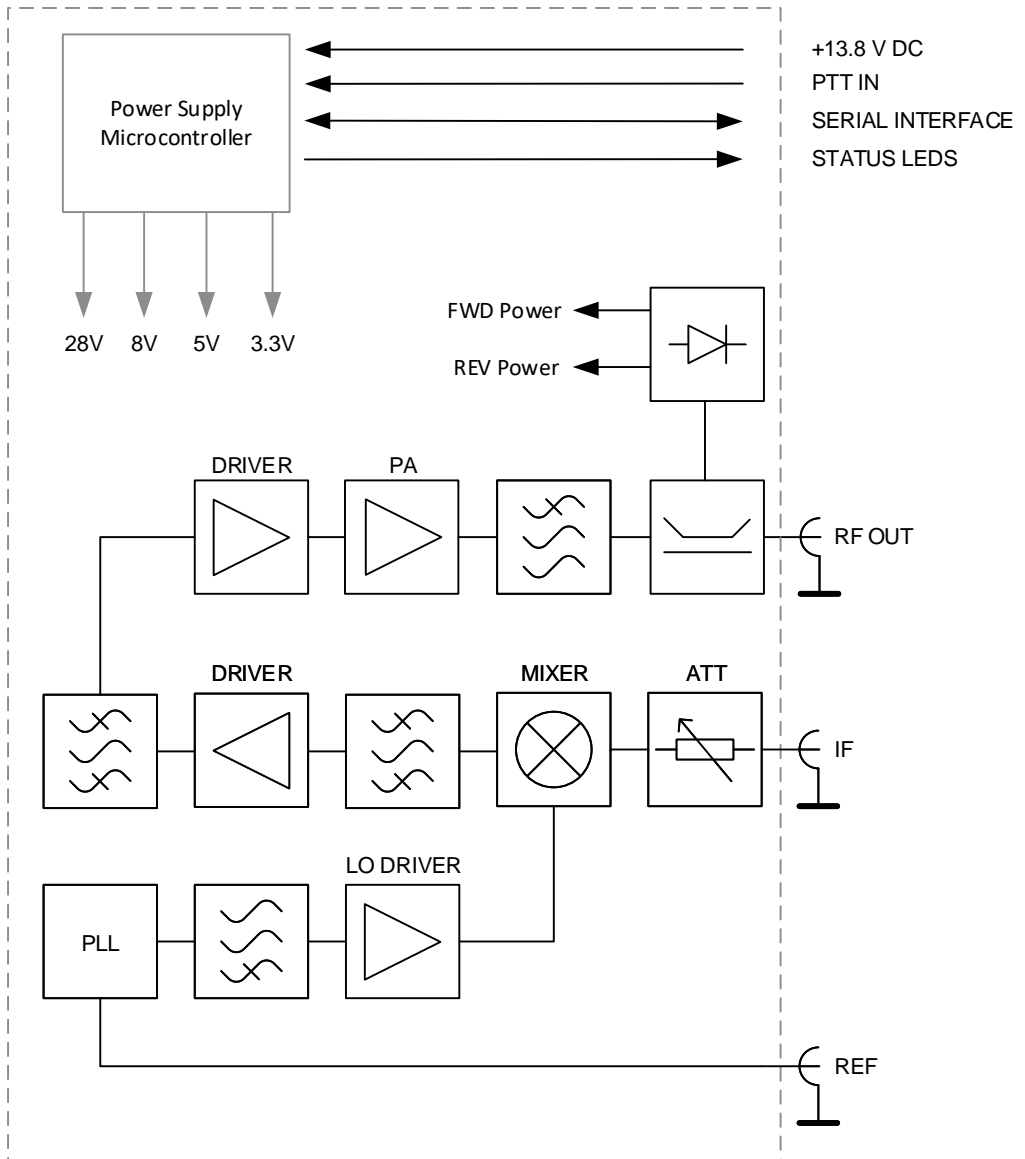 +13.8 V DC
PTT IN
SERIAL INTERFACE
STATUS LEDS
Power Supply
Microcontroller
28V
8V
5V
3.3V
FWD Power
REV Power
DRIVER
PA
RF OUT
DRIVER
MIXER
ATT
IF
LO DRIVER
PLL
REF